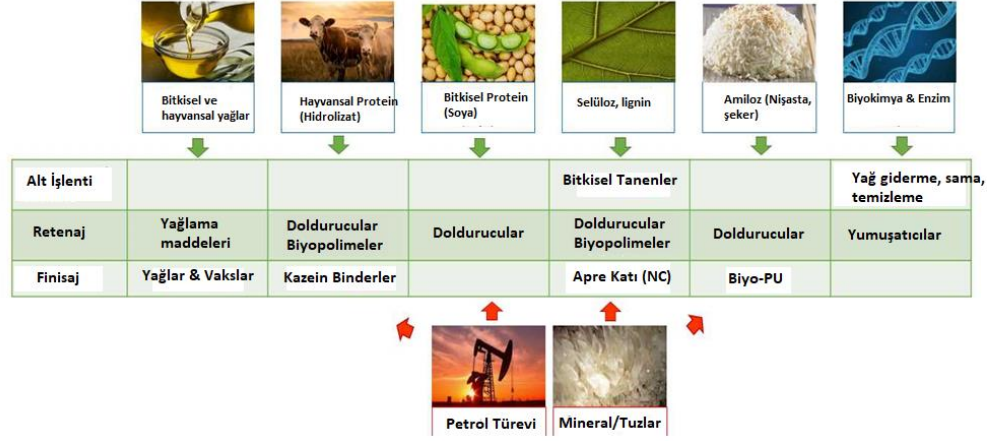 Bitkisel ve
hayvansal yağlar
Hayvansal Protein
(Hidrolizat)
Bitkisel Protein
(Soya)
Selüloz, lignin
Amiloz (Nişasta,
şeker)
Biyokimya & Enzim
Alt İşlenti
Bitkisel Tanenler
Yağ giderme, sama,
temizleme
Retenaj
Yağlama
maddeleri
Doldurucular
Biyopolimeler
Doldurucular
Doldurucular
Biyopolimeler
Doldurucular
Yumuşatıcılar
Finisaj
Yağlar & Vakslar
Kazein Binderler
Apre Katı (NC)
Biyo-PU
Petrol Türevi
Mineral/Tuzlar